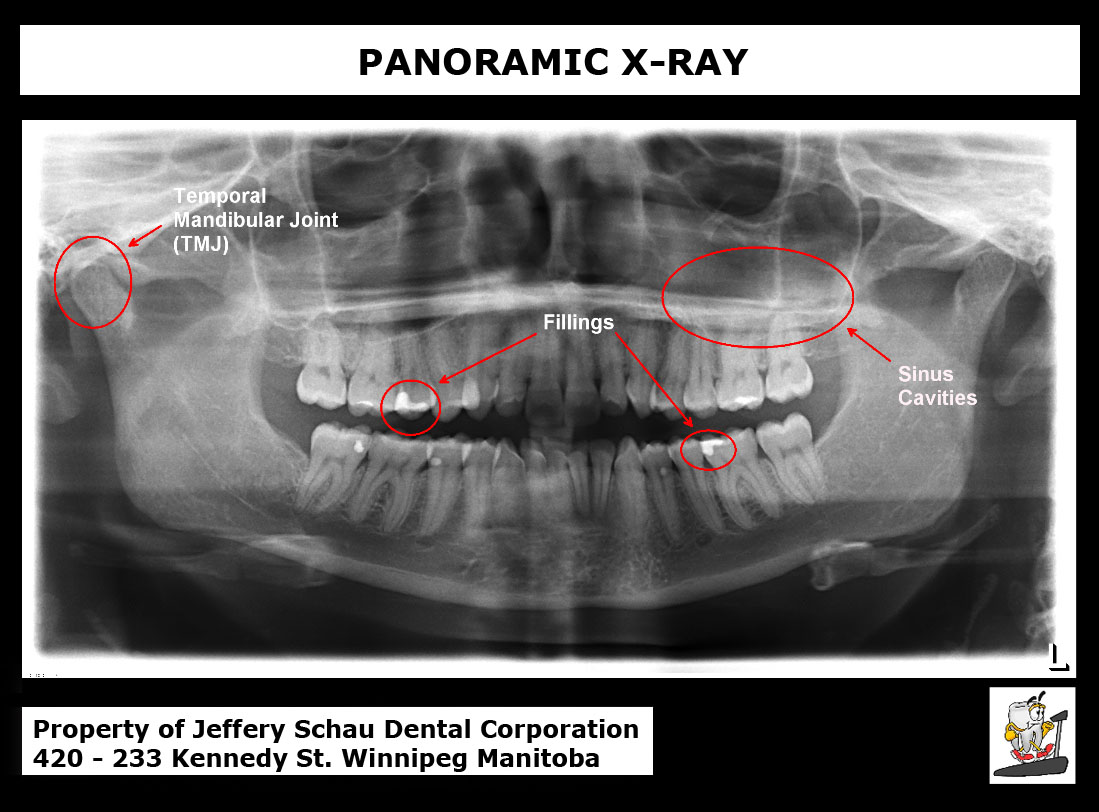 PANORAMIC X-RAY
Temporal
Mandibular Joint
(TMJ)
Fillings
Sinus
Cavities
L
Property of Jeffery Schau Dental Corporation
420 - 233 Kennedy St. Winnipeg Manitoba